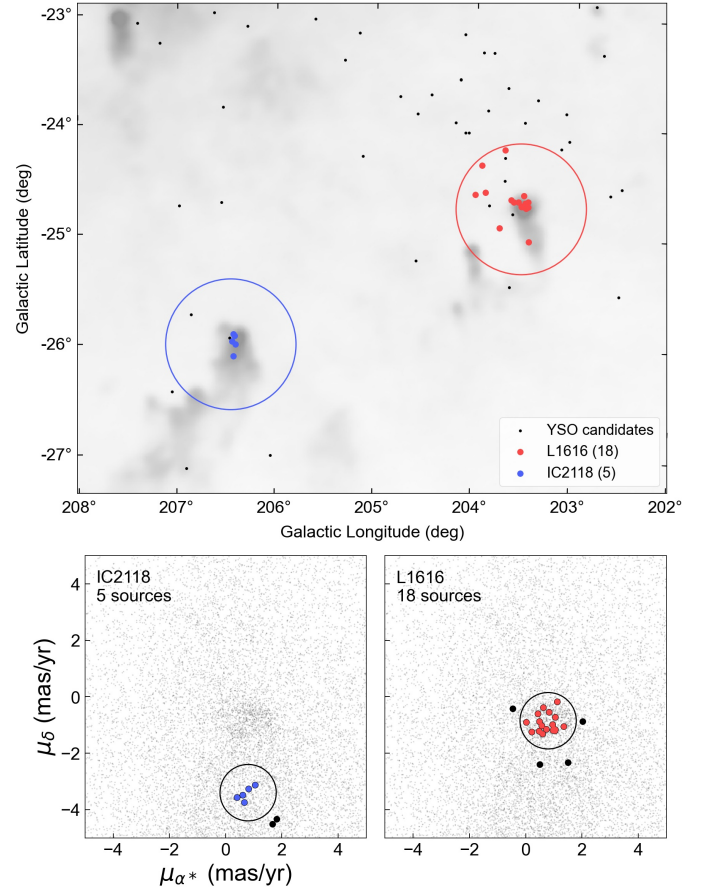 -23°
-24°
-25°
-26°
-27°
Galactic Latitude (deg)
YSO candidates
L1616 (18)
IC2118 (5)
208° 207° 206° 205° 204° 203° 202°
Galactic Longitude (deg)
IC2118
5 sources
L1616
18 sources
4
2
0
−2
−4
μδ (mas/yr)
−4 −2 0 2 4 −4 −2 0 2 4
μα* (mas/yr)